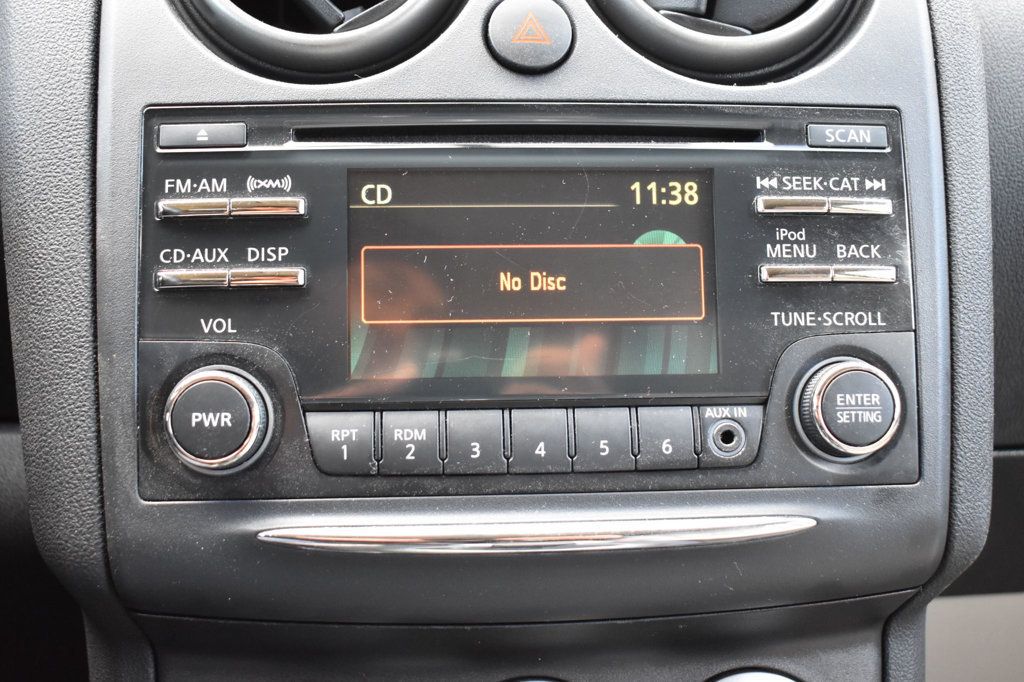 SCAN
FM·AM ((XM))
SEEK·CAT
CD 11:38
CD·AUX DISP
iPod
MENU BACK
No Disc
VOL
TUNE·SCROLL
PWR
ENTER
SETTING
AUX IN
RPT RDM
1 2 3 4 5 6